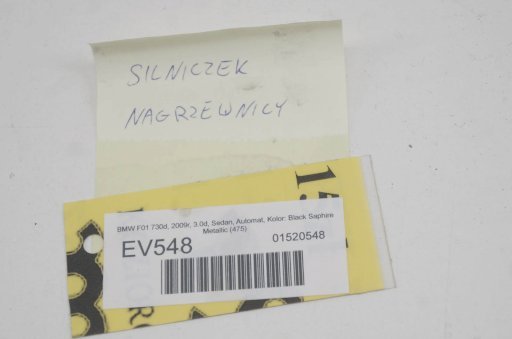 SILNICZEK
NAGRZEWNICY
BMW F01 730d, 2009r, 3.0d, Sedan, Automat, Kolor: Black Saphire
Metallic (475)
EV548
01520548